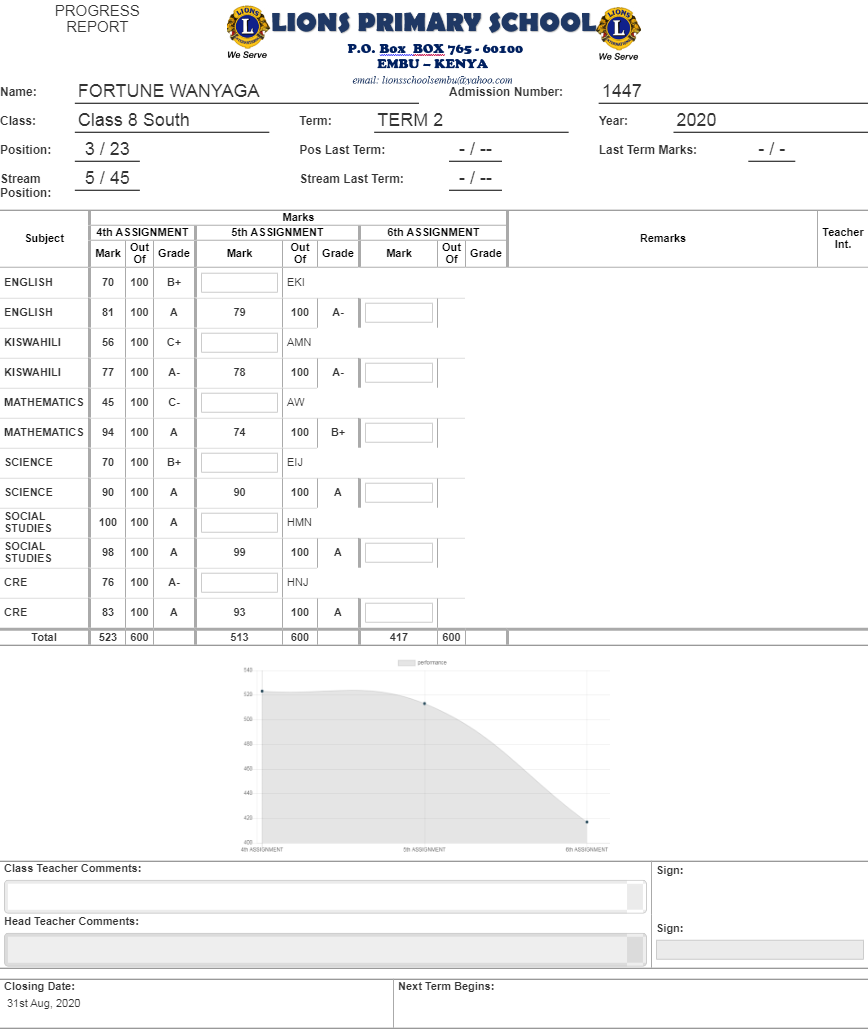 PROGRESS
REPORT
LIONS
INTERNATIONAL
We Serve
LIONS PRIMARY SCHOOL
P.O. Box BOX 765 - 60100
EMBU – KENYA
email: lionsschoolsembu@yahoo.com
LIONS
INTERNATIONAL
We Serve
Name: FORTUNE WANYAGA Admission Number: 1447
Class: Class 8 South Term: TERM 2 Year: 2020
Position: 3 / 23 Pos Last Term: - / -- Last Term Marks: - / -
Stream Position: 5 / 45 Stream Last Term: - / --
Subject Marks Remarks Teacher Int.
4th ASSIGNMENT 5th ASSIGNMENT 6th ASSIGNMENT
Mark Out Of Grade Mark Out Of Grade Mark Out Of Grade
ENGLISH 70 100 B+ EKI
ENGLISH 81 100 A 79 100 A-
KISWAHILI 56 100 C+ AMN
KISWAHILI 77 100 A- 78 100 A-
MATHEMATICS 45 100 C- AW
MATHEMATICS 94 100 A 74 100 B+
SCIENCE 70 100 B+ EIJ
SCIENCE 90 100 A 90 100 A
SOCIAL STUDIES 100 100 A HMN
SOCIAL STUDIES 98 100 A 99 100 A
CRE 76 100 A- HNJ
CRE 83 100 A 93 100 A
Total 523 600 513 600 417 600
performance
540
520
500
480
460
440
420
400
4th ASSIGNMENT 5th ASSIGNMENT 6th ASSIGNMENT
Class Teacher Comments: Sign:
Head Teacher Comments: Sign:
Closing Date: Next Term Begins:
31st Aug, 2020